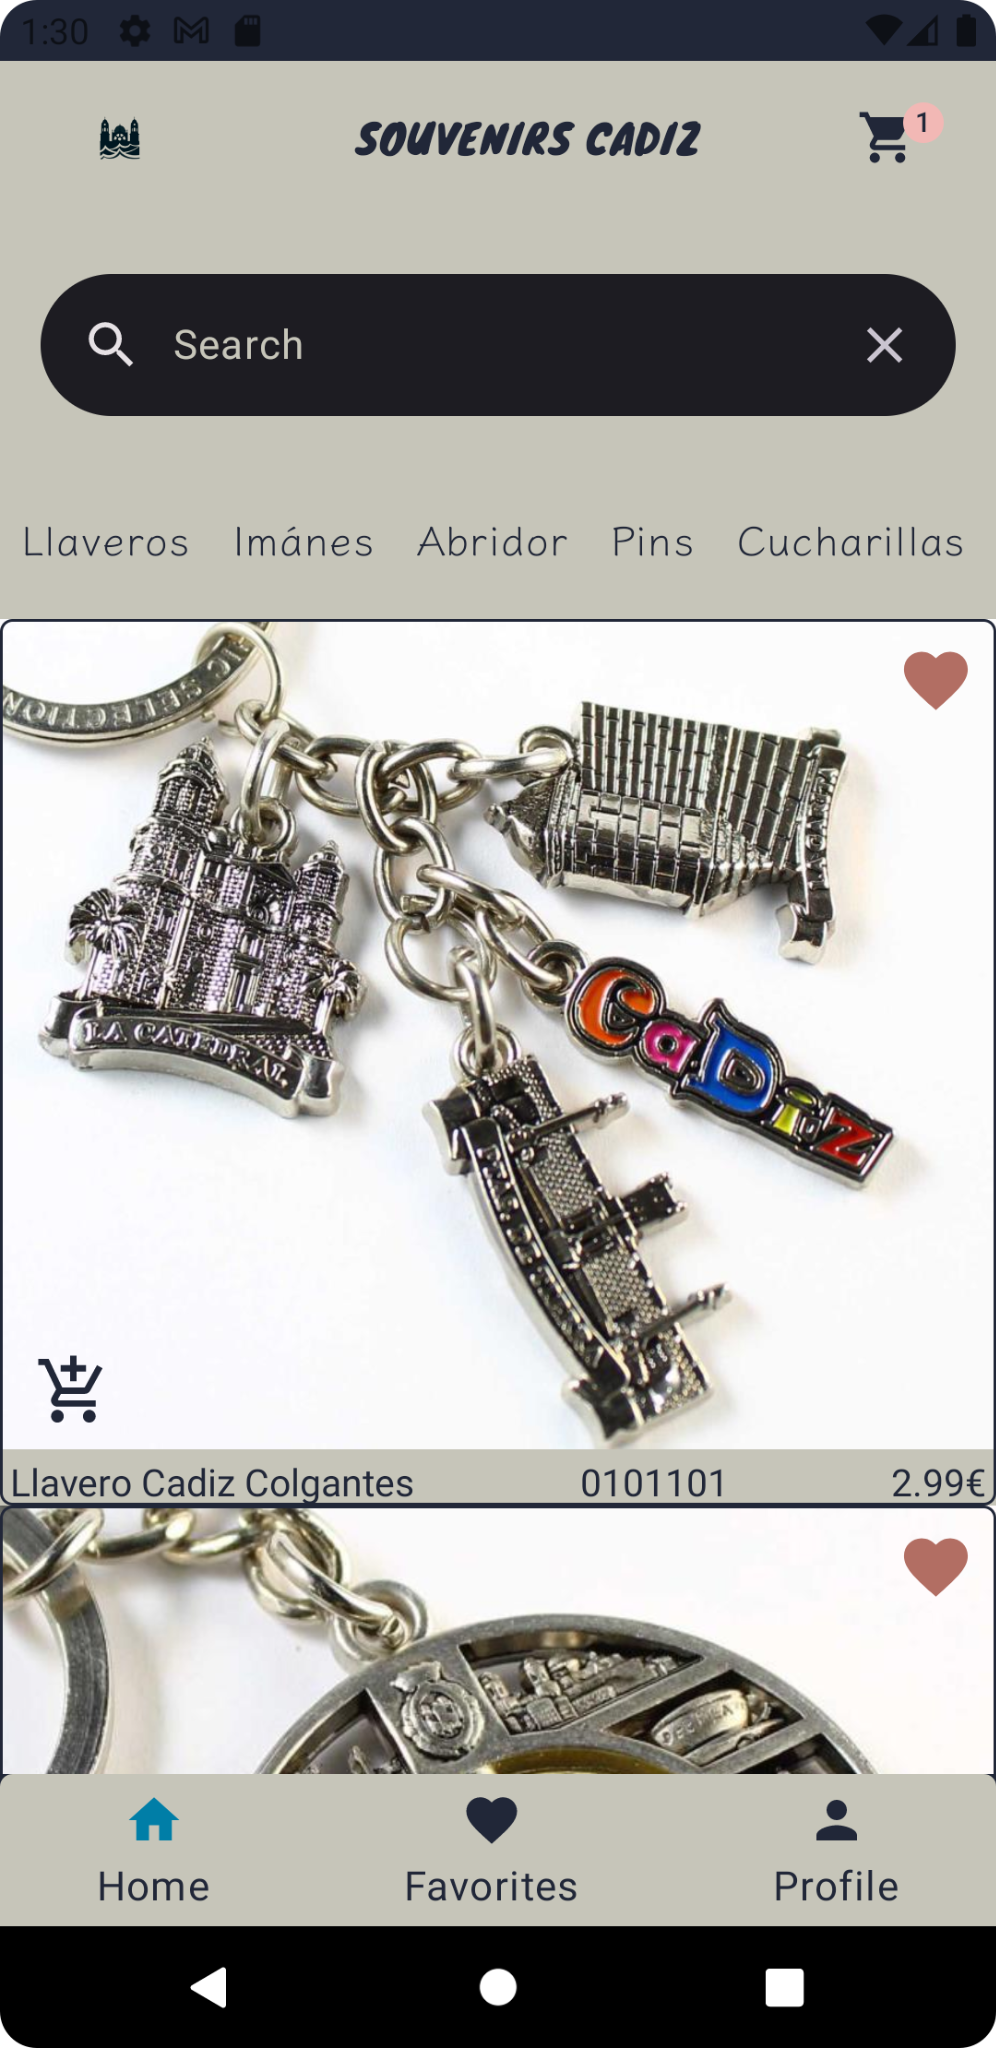 1:30
SOUVENIRS CADIZ
1
Search
Llaveros Imánes Abridor Pins Cucharillas
SELECTION
LA CATEDRAL
CaDiz
Llavero Cadiz Colgantes 0101101 2.99€
Home Favorites Profile